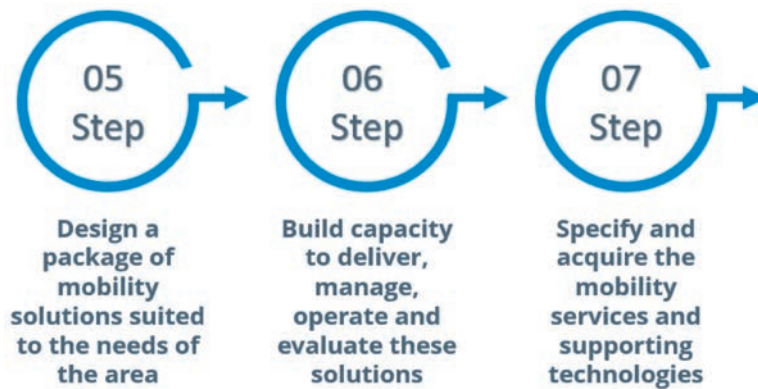 05
Step
Design a
package of
mobility
solutions suited
to the needs of
the area
06
Step
Build capacity
to deliver,
manage,
operate and
evaluate these
solutions
07
Step
Specify and
acquire the
mobility
services and
supporting
technologies